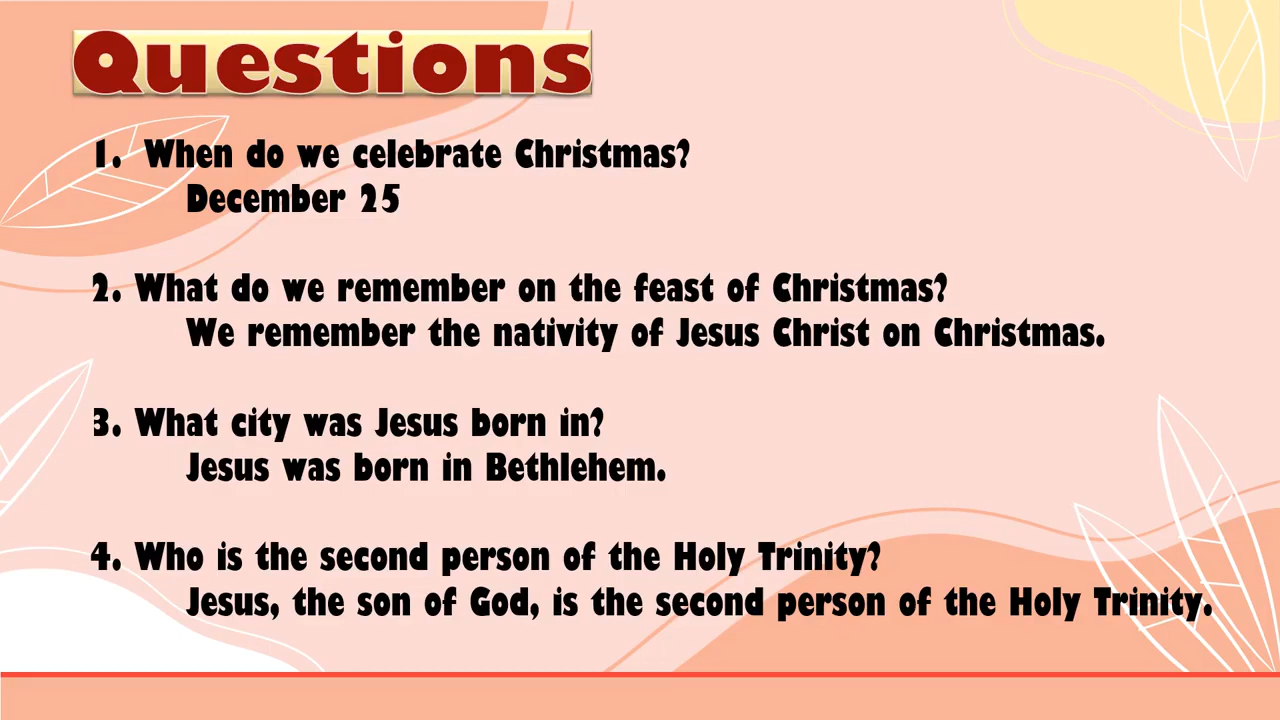 Questions
1. When do we celebrate Christmas?
December 25
2. What do we remember on the feast of Christmas?
We remember the nativity of Jesus Christ on Christmas.
3. What city was Jesus born in?
Jesus was born in Bethlehem.
4. Who is the second person of the Holy Trinity?
Jesus, the son of God, is the second person of the Holy Trinity.